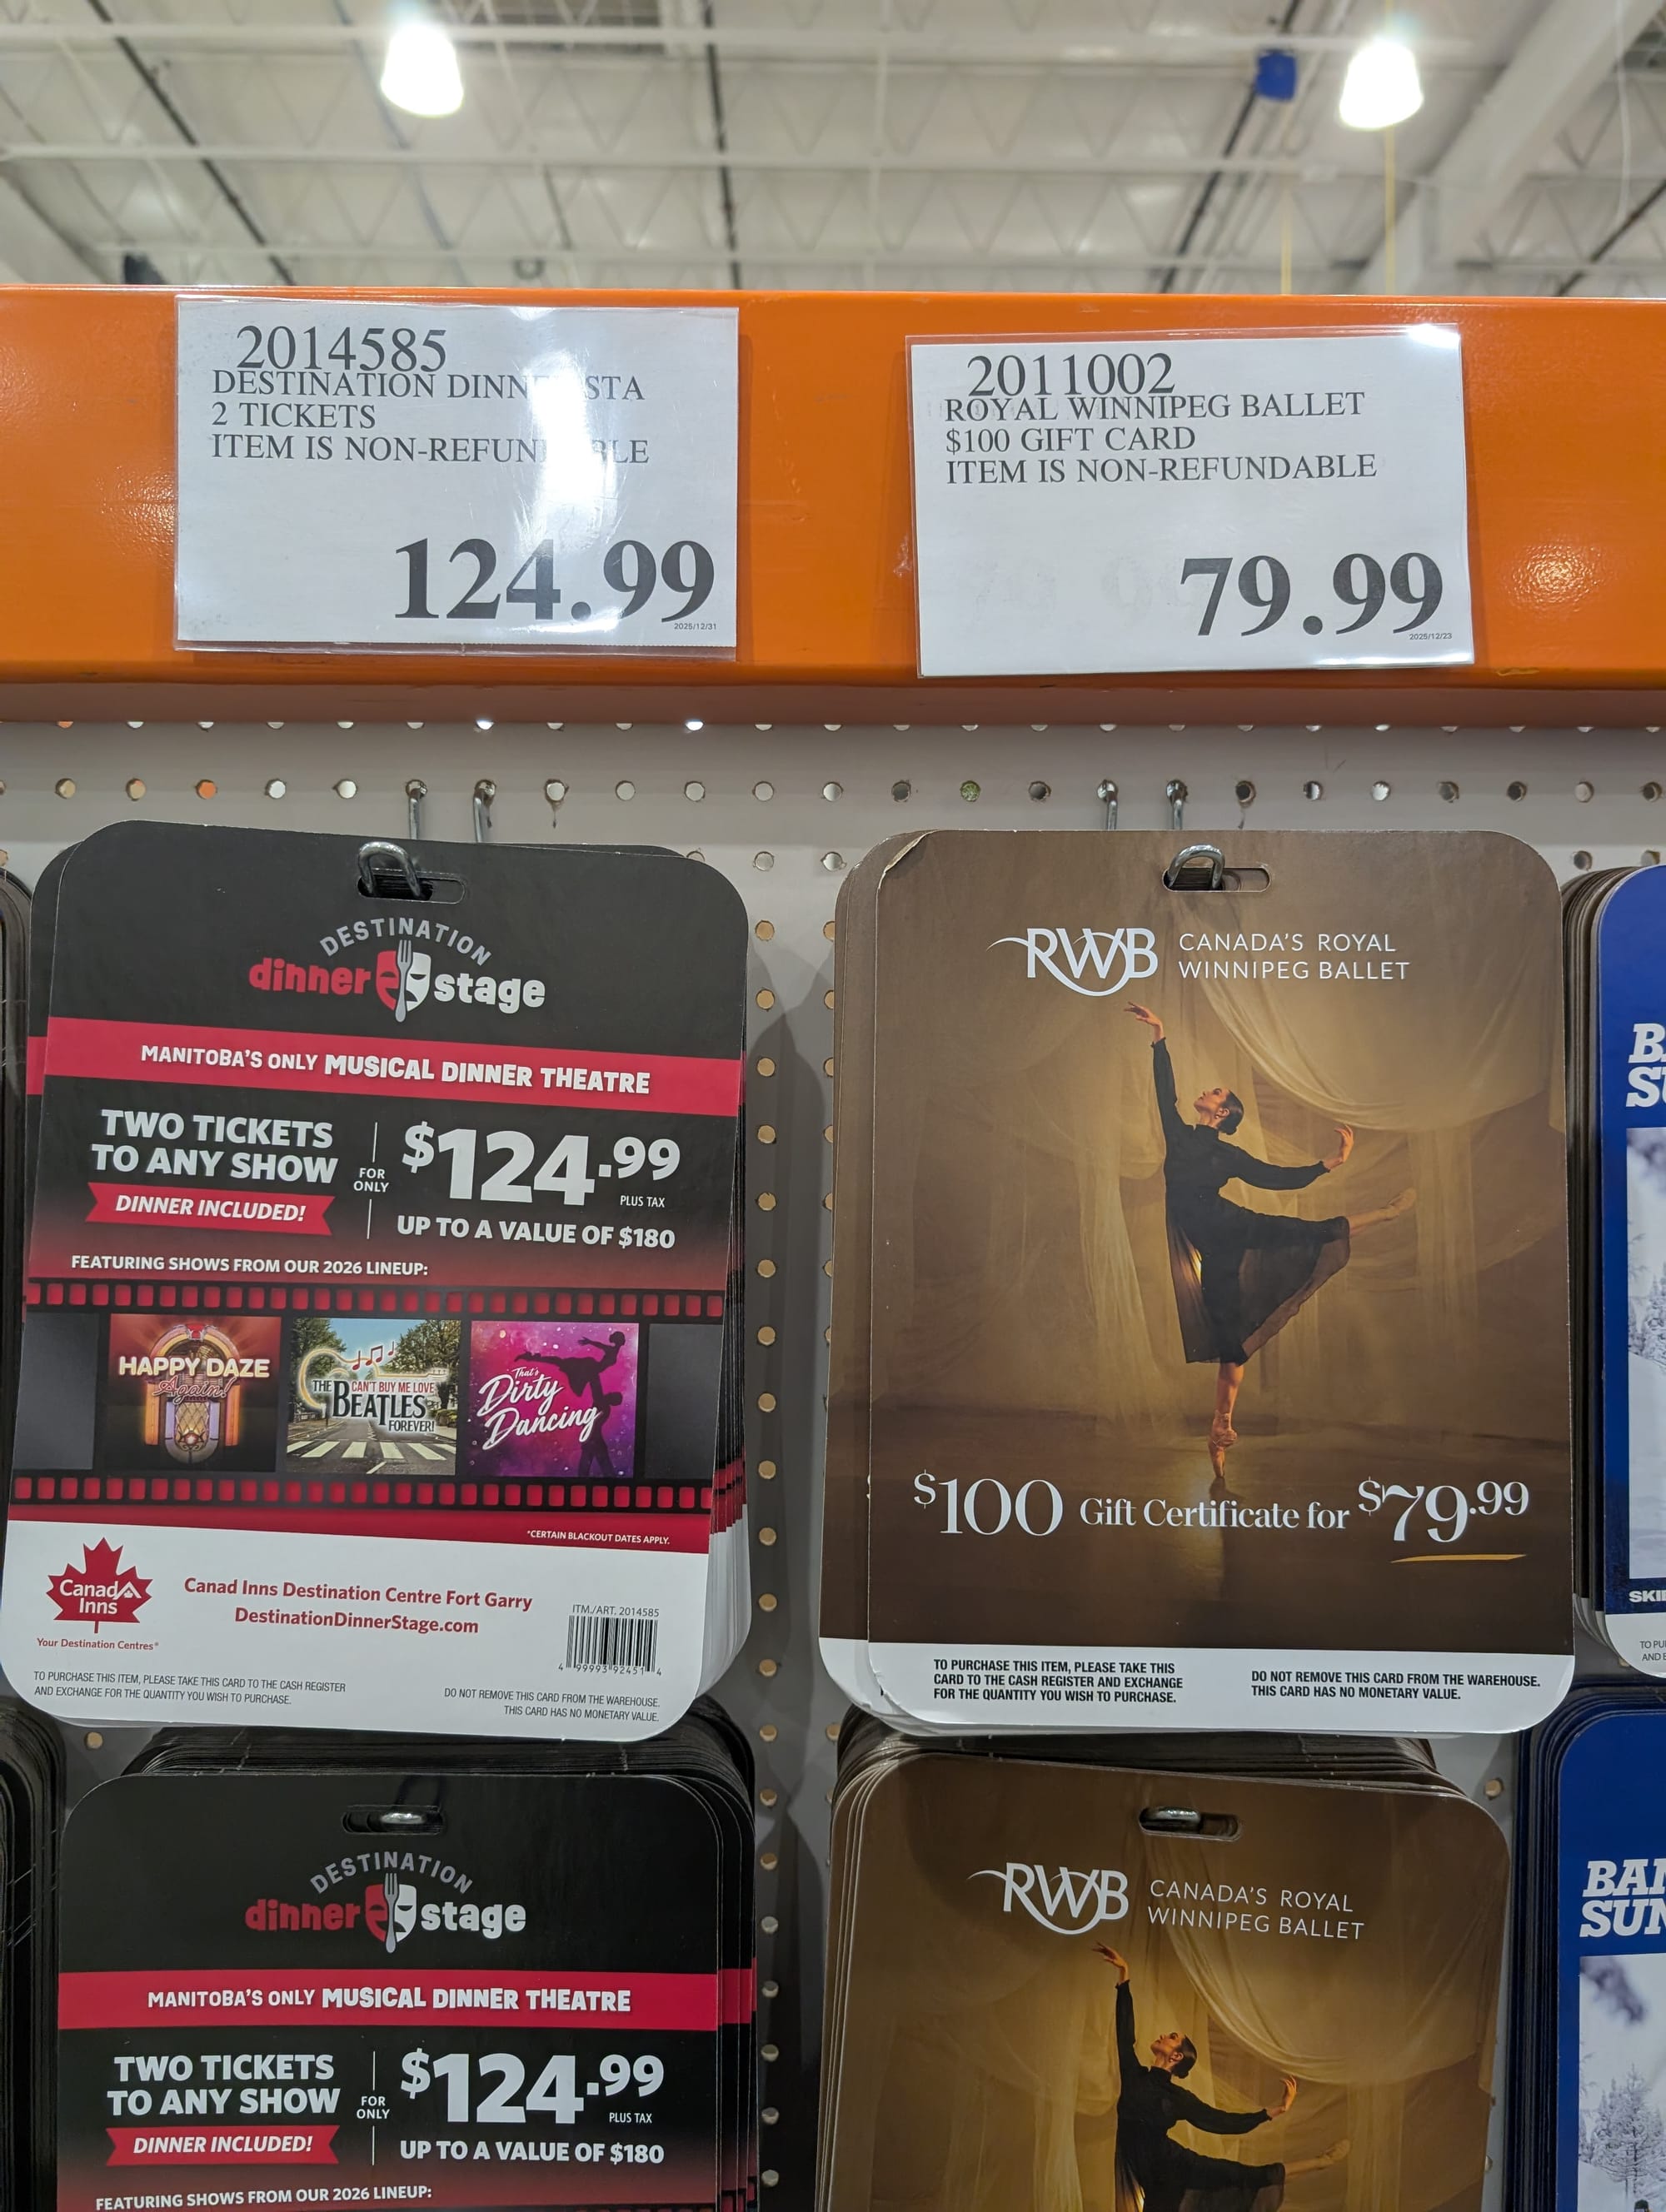 2014585
DESTINATION DINN STA
2 TICKETS
ITEM IS NON-REFUN BLE
124.99
2025/12/31
2011002
ROYAL WINNIPEG BALLET
$100 GIFT CARD
ITEM IS NON-REFUNDABLE
79.99
2025/12/23
DESTINATION
dinner stage
MANITOBA'S ONLY MUSICAL DINNER THEATRE
TWO TICKETS
TO ANY SHOW
DINNER INCLUDED!
FOR
ONLY
$124.99
PLUS TAX
UP TO A VALUE OF $180
FEATURING SHOWS FROM OUR 2026 LINEUP:
HAPPY DAZE
Again!
CAN'T BUY ME LOVE
THE BEATLES
FOREVER!
That's
Dirty
Dancing
*CERTAIN BLACKOUT DATES APPLY.
Canad
Inns
Your Destination Centres®
Canad Inns Destination Centre Fort Garry
DestinationDinnerStage.com
ITM./ART. 2014585
4 99993 92451 4
TO PURCHASE THIS ITEM, PLEASE TAKE THIS CARD TO THE CASH REGISTER
AND EXCHANGE FOR THE QUANTITY YOU WISH TO PURCHASE.
DO NOT REMOVE THIS CARD FROM THE WAREHOUSE.
THIS CARD HAS NO MONETARY VALUE.
RWB
CANADA'S ROYAL
WINNIPEG BALLET
$100 Gift Certificate for $79.99
TO PURCHASE THIS ITEM, PLEASE TAKE THIS
CARD TO THE CASH REGISTER AND EXCHANGE
FOR THE QUANTITY YOU WISH TO PURCHASE.
DO NOT REMOVE THIS CARD FROM THE WAREHOUSE.
THIS CARD HAS NO MONETARY VALUE.
SKI
TO PU
AND E
DESTINATION
dinner stage
MANITOBA'S ONLY MUSICAL DINNER THEATRE
TWO TICKETS
TO ANY SHOW
DINNER INCLUDED!
FOR
ONLY
$124.99
PLUS TAX
UP TO A VALUE OF $180
FEATURING SHOWS FROM OUR 2026 LINEUP:
RWB
CANADA'S ROYAL
WINNIPEG BALLET
BAN
SUN